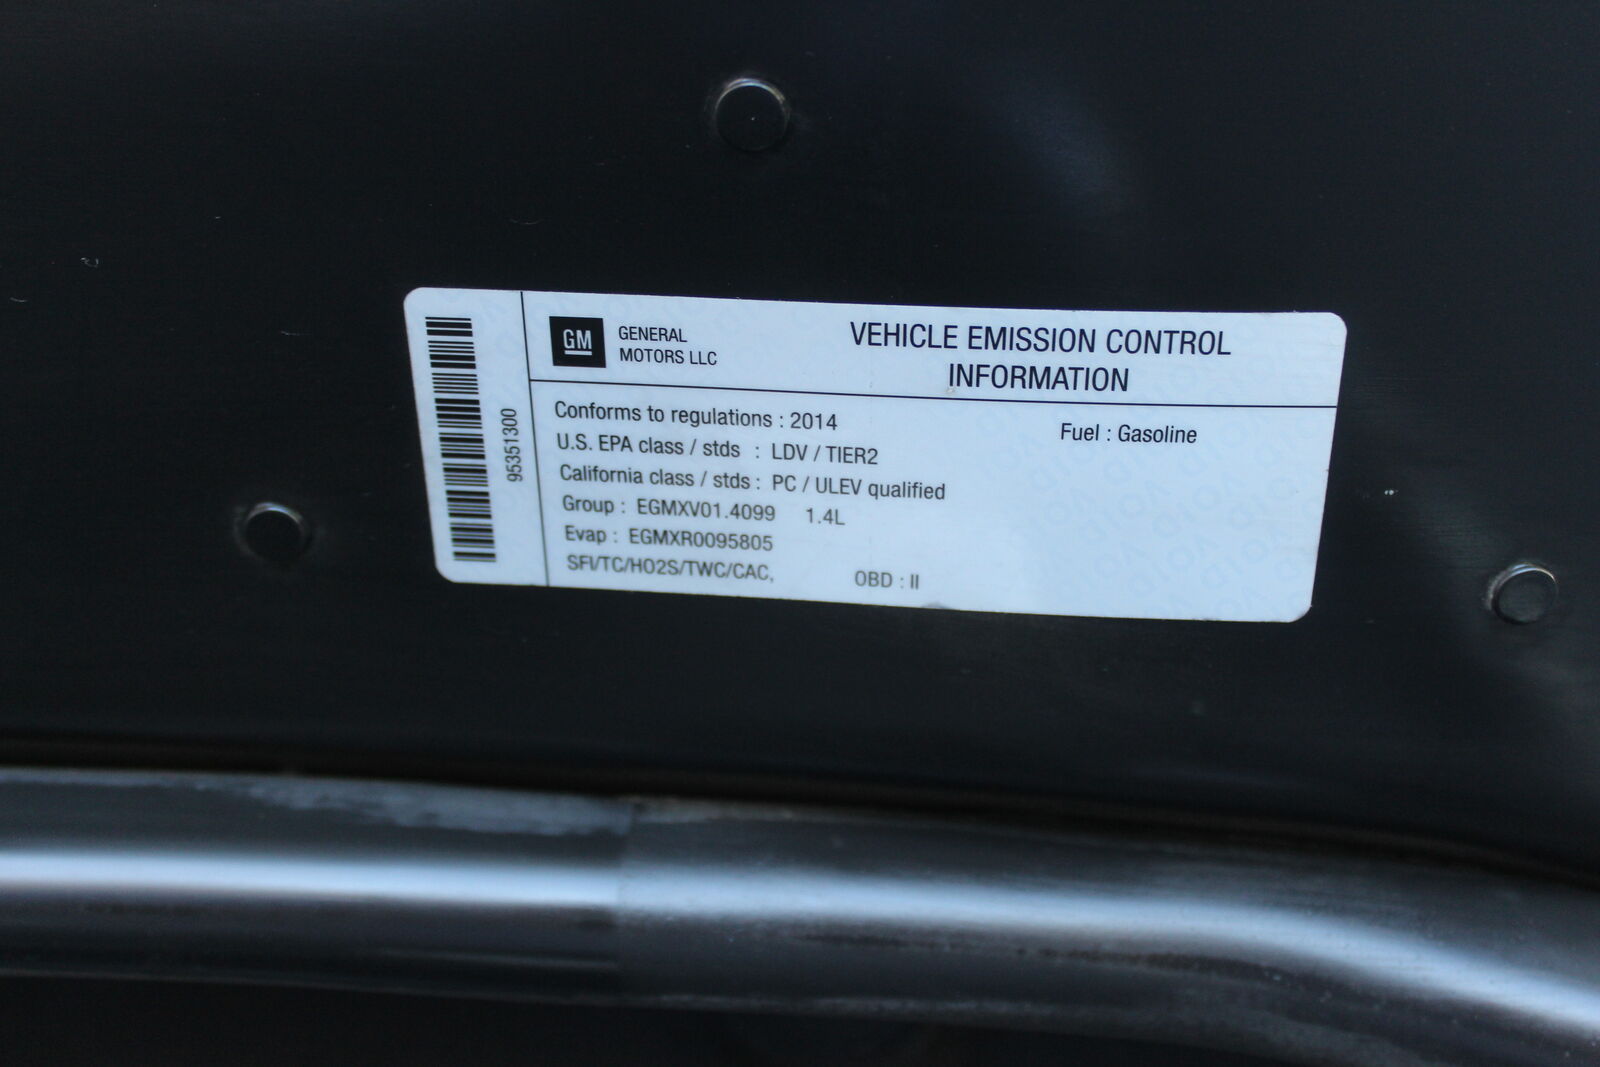 GM
GENERAL
MOTORS LLC
VEHICLE EMISSION CONTROL
INFORMATION
95351300
Conforms to regulations : 2014
Fuel : Gasoline
U.S. EPA class / stds : LDV / TIER2
California class / stds : PC / ULEV qualified
Group : EGMXV01.4099 1.4L
Evap : EGMXR0095805
SFI/TC/HO2S/TWC/CAC, OBD : II